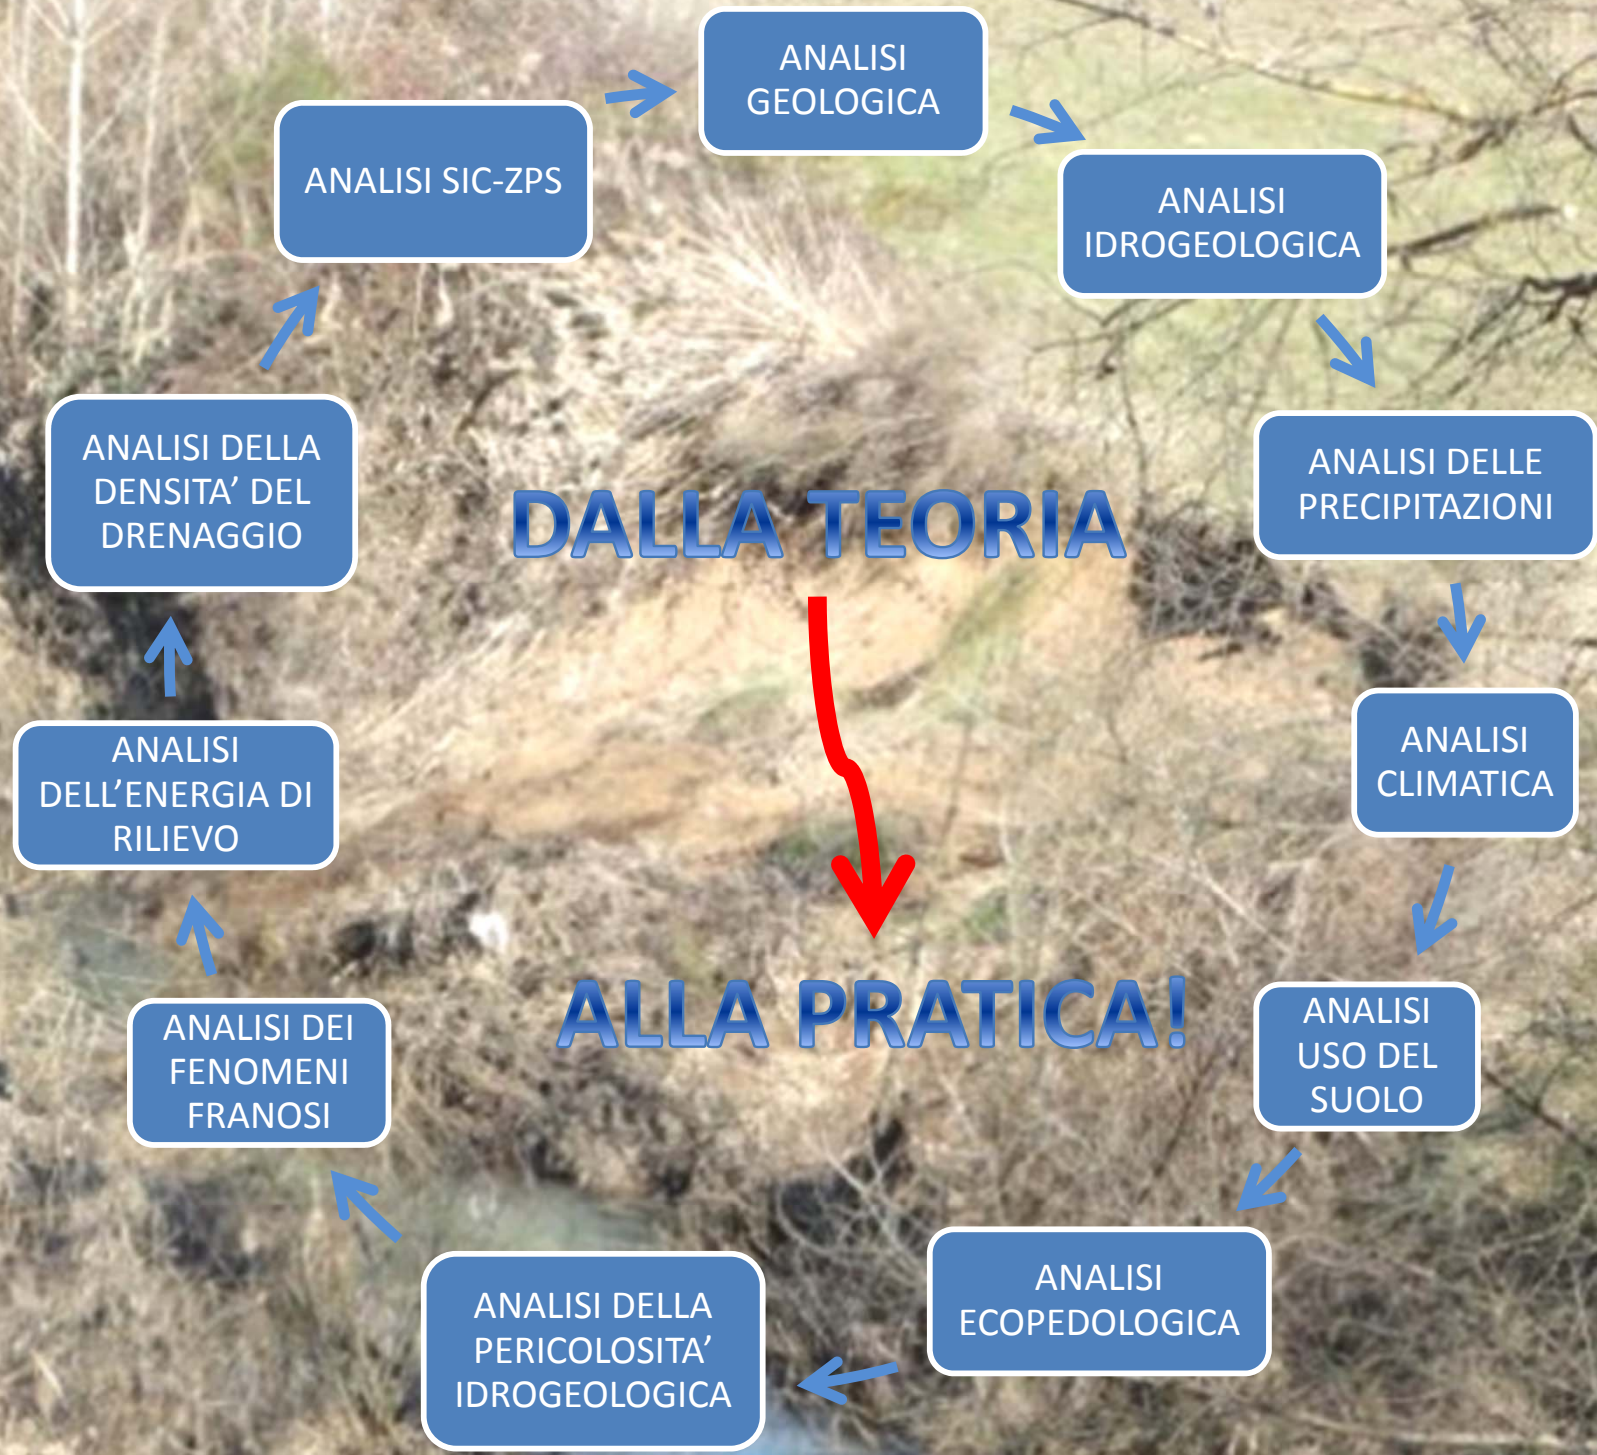 ANALISI
GEOLOGICA
ANALISI
IDROGEOLOGICA
ANALISI DELLE
PRECIPITAZIONI
ANALISI
CLIMATICA
ANALISI
USO DEL
SUOLO
ANALISI
ECOPEDOLOGICA
ANALISI DELLA
PERICOLOSITA’
IDROGEOLOGICA
ANALISI DEI
FENOMENI
FRANOSI
ANALISI
DELL’ENERGIA DI
RILIEVO
ANALISI DELLA
DENSITA’ DEL
DRENAGGIO
ANALISI SIC-ZPS
DALLA TEORIA
ALLA PRATICA!